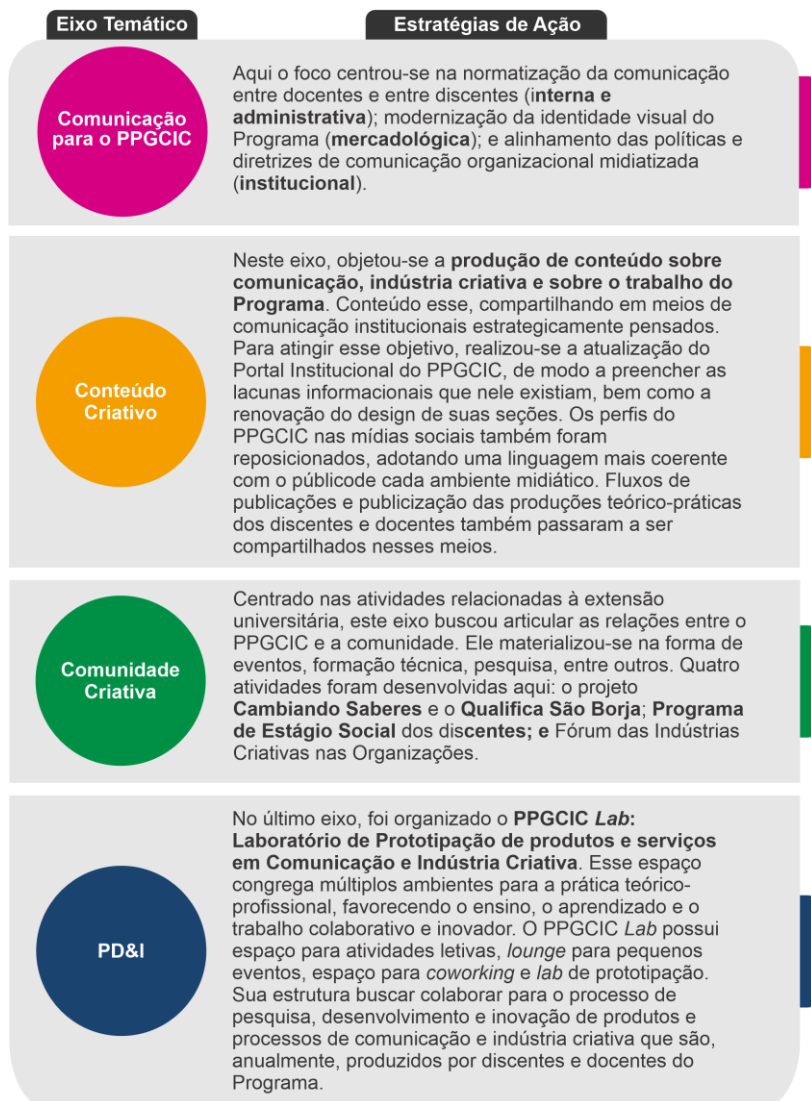 Eixo Temático
Estratégias de Ação
Comunicação
para o PPGCIC
Aqui o foco centrou-se na normatização da comunicação
entre docentes e entre discentes (interna e
administrativa); modernização da identidade visual do
Programa (mercadológica); e alinhamento das políticas e
diretrizes de comunicação organizacional midiatizada
(institucional).
Conteúdo
Criativo
Neste eixo, objetou-se a produção de conteúdo sobre
comunicação, indústria criativa e sobre o trabalho do
Programa. Conteúdo esse, compartilhando em meios de
comunicação institucionais estrategicamente pensados.
Para atingir esse objetivo, realizou-se a atualização do
Portal Institucional do PPGCIC, de modo a preencher as
lacunas informacionais que nele existiam, bem como a
renovação do design de suas seções. Os perfis do
PPGCIC nas mídias sociais também foram
reposicionados, adotando uma linguagem mais coerente
com o públicode cada ambiente midiático. Fluxos de
publicações e publicização das produções teórico-práticas
dos discentes e docentes também passaram a ser
compartilhados nesses meios.
Comunidade
Criativa
Centrado nas atividades relacionadas à extensão
universitária, este eixo buscou articular as relações entre o
PPGCIC e a comunidade. Ele materializou-se na forma de
eventos, formação técnica, pesquisa, entre outros. Quatro
atividades foram desenvolvidas aqui: o projeto
Cambiando Saberes e o Qualifica São Borja; Programa
de Estágio Social dos discentes; e Fórum das Indústrias
Criativas nas Organizações.
PD&I
No último eixo, foi organizado o PPGCIC Lab:
Laboratório de Prototipação de produtos e serviços
em Comunicação e Indústria Criativa. Esse espaço
congrega múltiplos ambientes para a prática teórico-
profissional, favorecendo o ensino, o aprendizado e o
trabalho colaborativo e inovador. O PPGCIC Lab possui
espaço para atividades letivas, lounge para pequenos
eventos, espaço para coworking e lab de prototipação.
Sua estrutura buscar colaborar para o processo de
pesquisa, desenvolvimento e inovação de produtos e
processos de comunicação e indústria criativa que são,
anualmente, produzidos por discentes e docentes do
Programa.